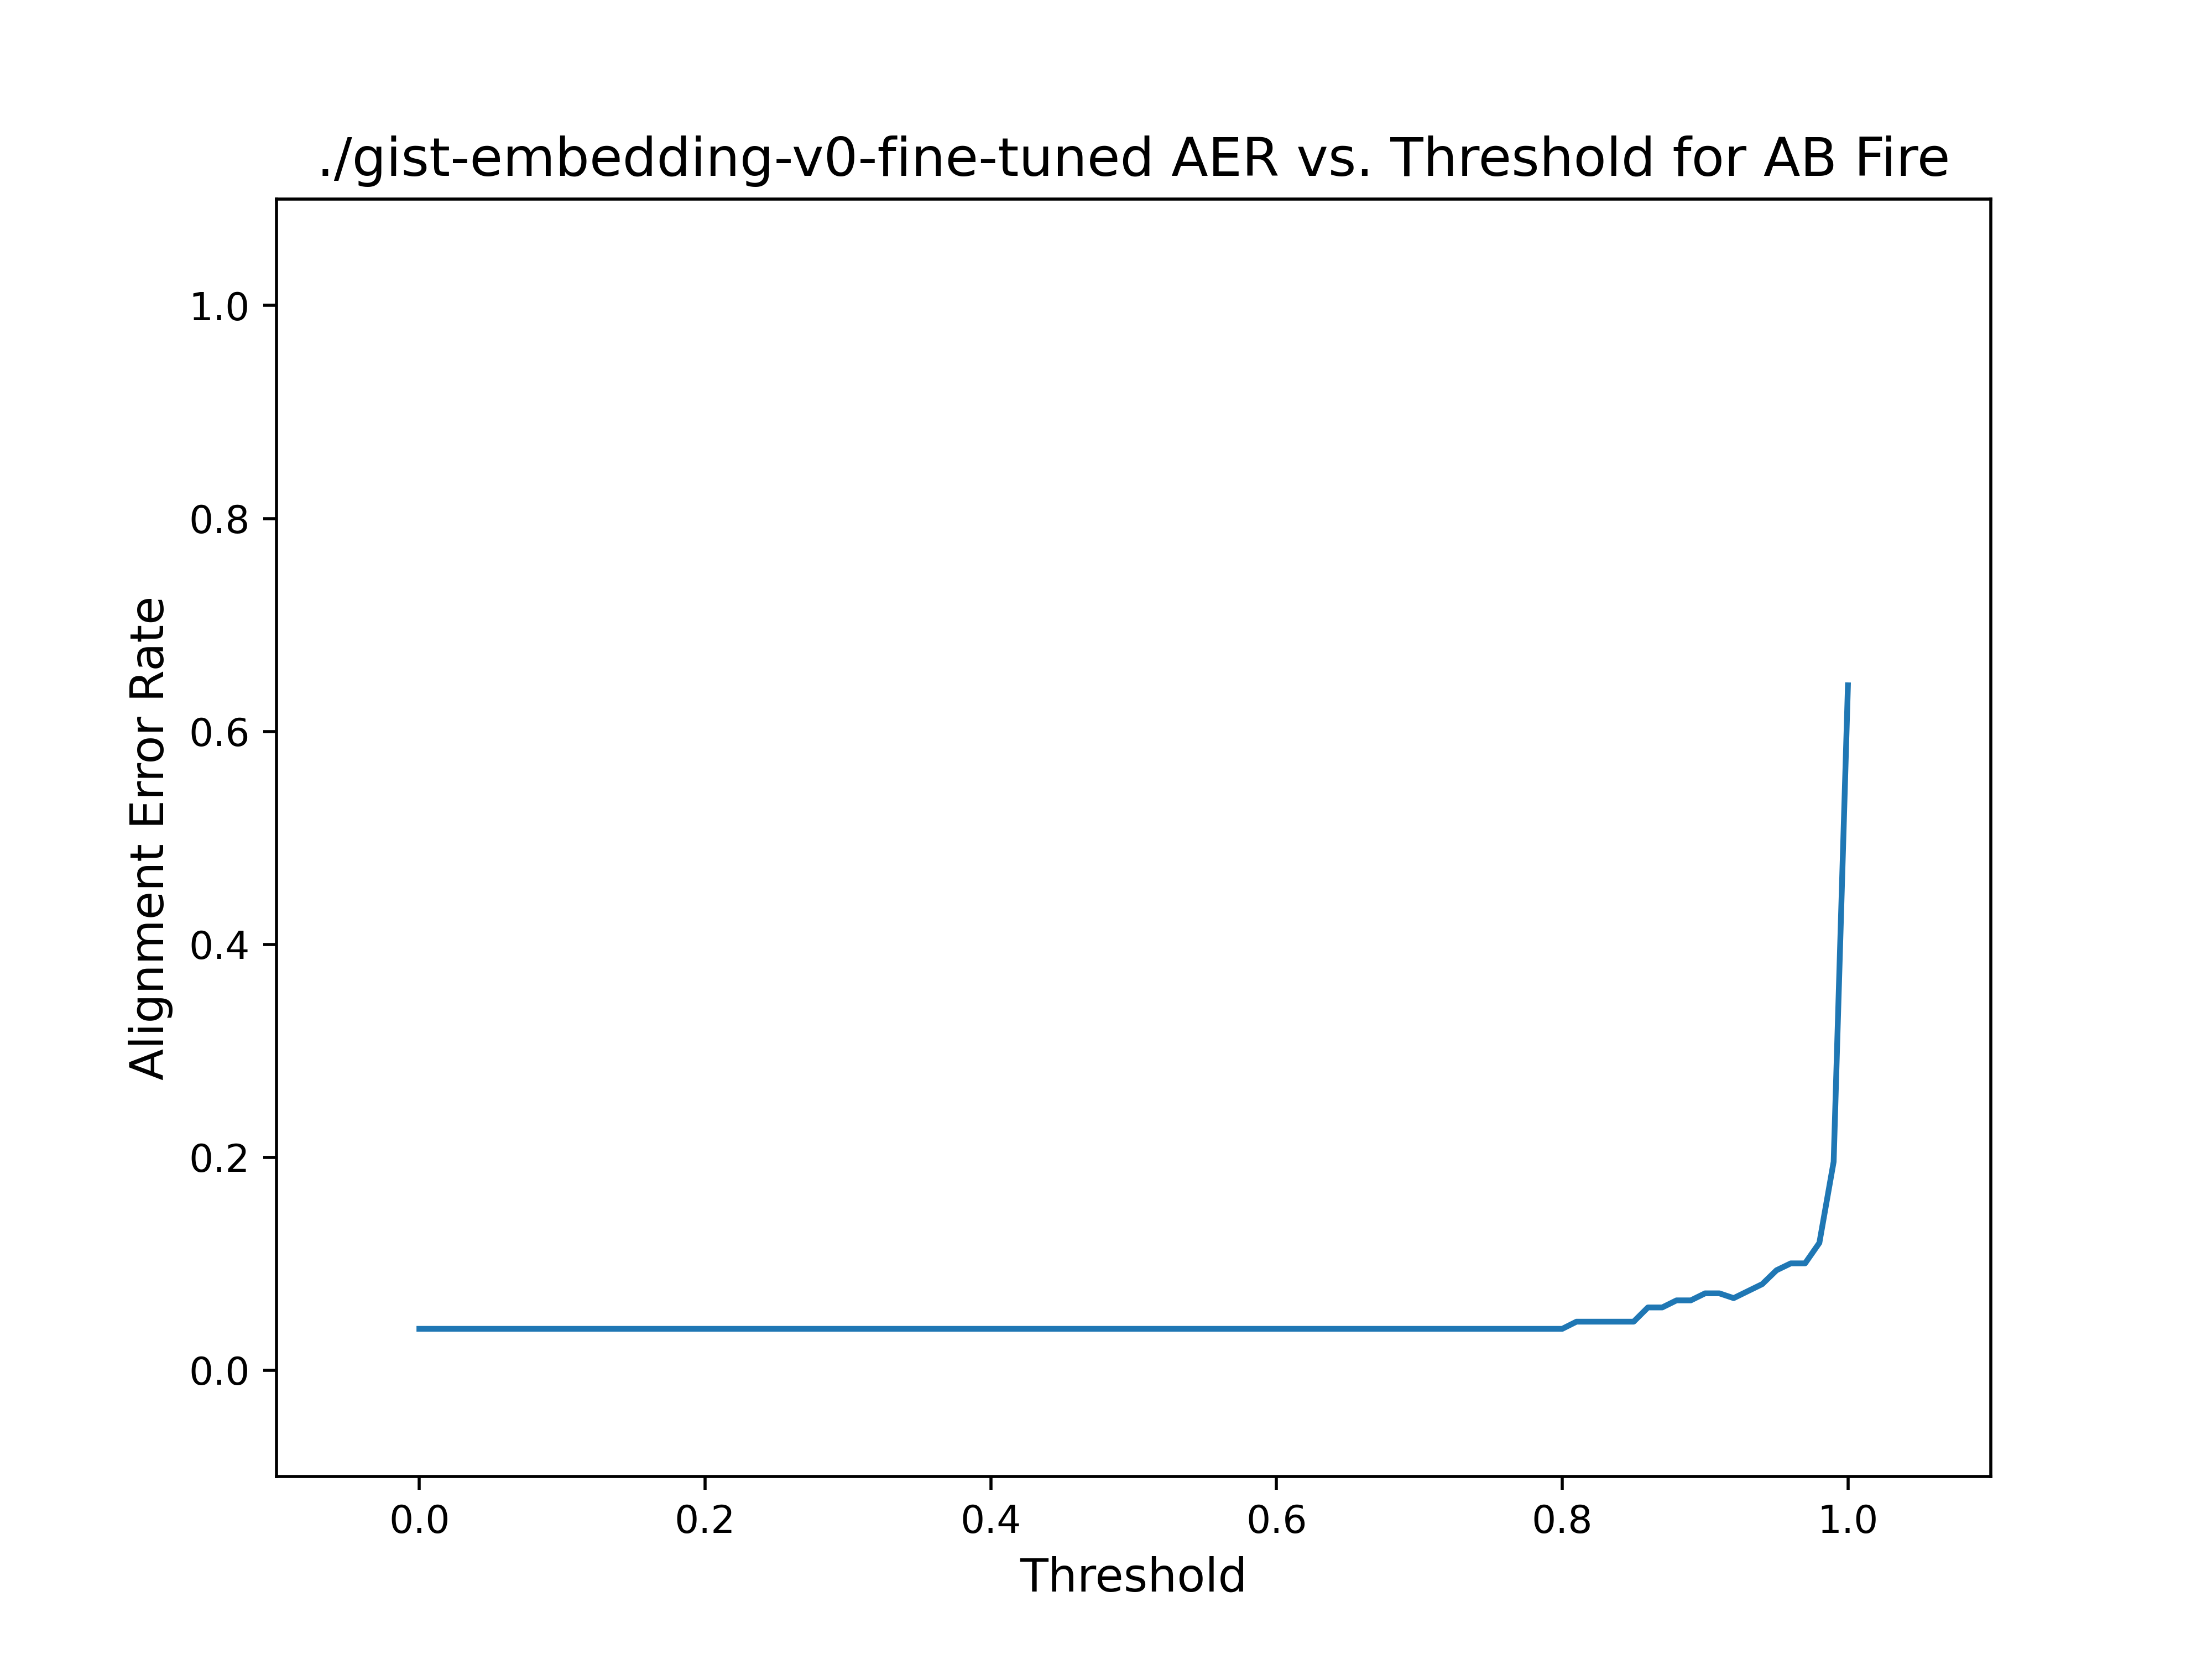 ./gist-embedding-v0-fine-tuned AER vs. Threshold for AB Fire
1.0
0.8
0.6
0.4
0.2
0.0
Alignment Error Rate
0.0 0.2 0.4 0.6 0.8 1.0
Threshold